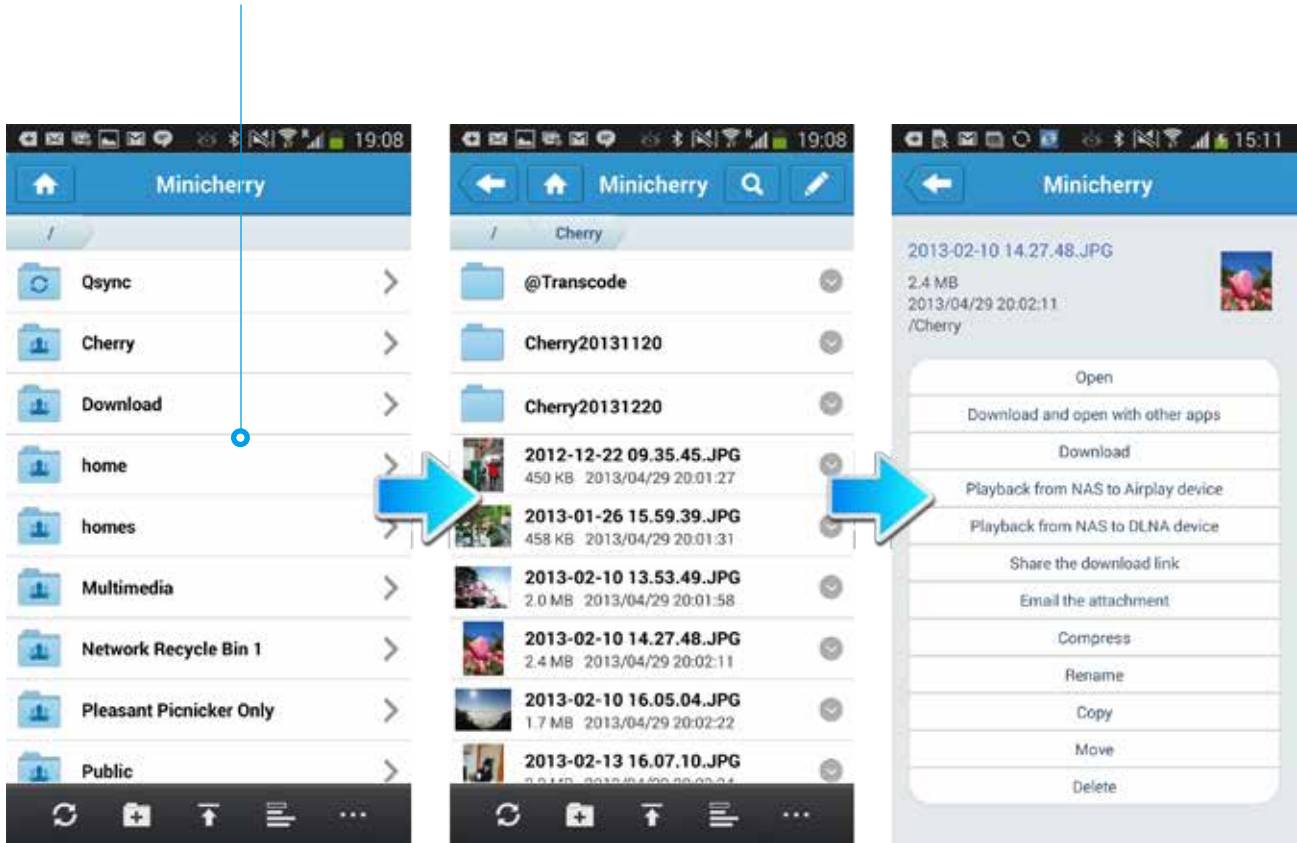 19:08
Minicherry
/
Qsync
Cherry
Download
home
homes
Multimedia
Network Recycle Bin 1
Pleasant Picnicker Only
Public
19:08
Minicherry
/ Cherry
@Transcode
Cherry20131120
Cherry20131220
2012-12-22 09.35.45.JPG
450 KB 2013/04/29 20:01:27
2013-01-26 15.59.39.JPG
458 KB 2013/04/29 20:01:31
2013-02-10 13.53.49.JPG
2.0 MB 2013/04/29 20:01:58
2013-02-10 14.27.48.JPG
2.4 MB 2013/04/29 20:02:11
2013-02-10 16.05.04.JPG
1.7 MB 2013/04/29 20:02:22
2013-02-13 16.07.10.JPG
15:11
Minicherry
2013-02-10 14.27.48.JPG
2.4 MB
2013/04/29 20:02:11
/Cherry
Open
Download and open with other apps
Download
Playback from NAS to Airplay device
Playback from NAS to DLNA device
Share the download link
Email the attachment
Compress
Rename
Copy
Move
Delete